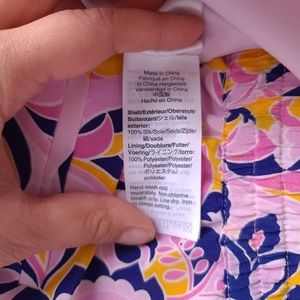 Made in China
Fabriqué en China
In China Hergestellt
Vervaardigd in China
中国製
Hecho en China
Shell/Extérieur/Oberstoff/
Buitenkant/シェル/tela
exterior:
100% Silk/Soie/Seide/Zijde/
絹/seda
Lining/Doublure/Futter/
Voering/ライニング/forro:
100% Polyester/Polyester/
Polyester/Polyester/
ポリエステル/Poliéster
Hand wash cold
separately. Non-chlorine
bleach only. Line dry. Iron